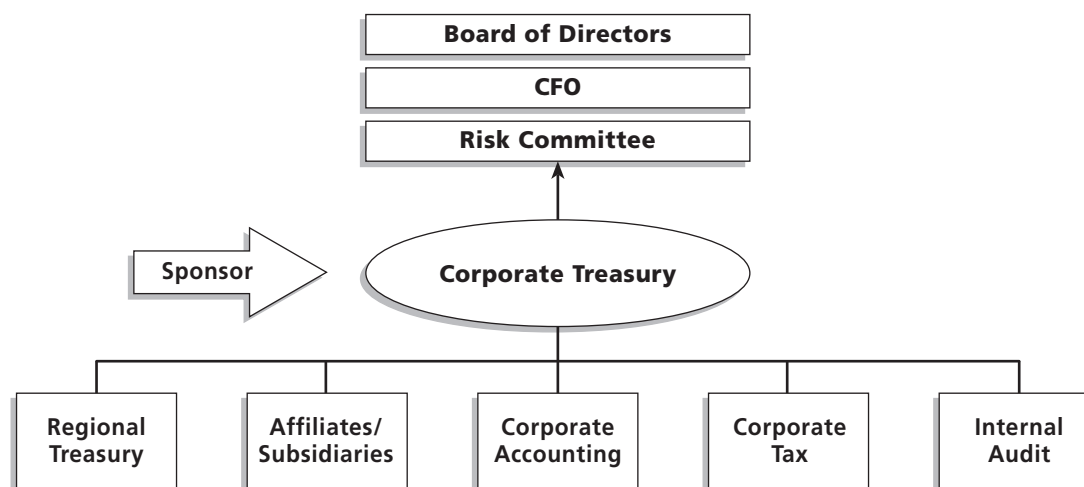 Board of Directors
CFO
Risk Committee
Sponsor
Corporate Treasury
Regional
Treasury
Affiliates/
Subsidiaries
Corporate
Accounting
Corporate
Tax
Internal
Audit